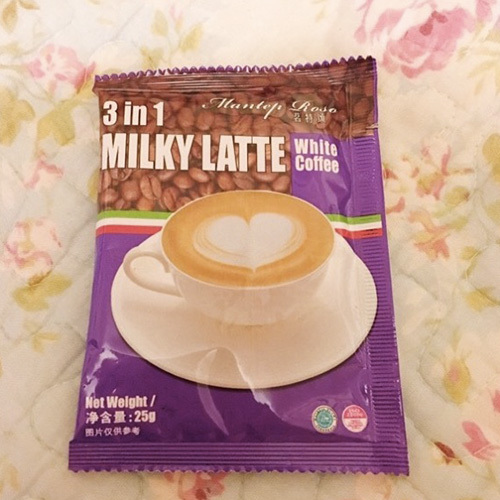 Mantep Roso
3 in 1
MILKY LATTE
White
Coffee
Net Weight /
净含量: 25g
图片仅供参考